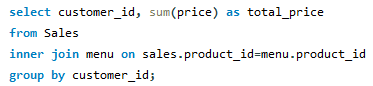 select customer_id, sum(price) as total_price
from Sales
inner join menu on sales.product_id=menu.product_id
group by customer_id;